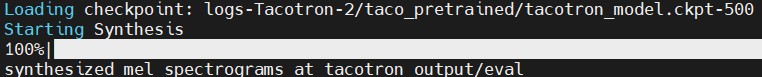 Loading checkpoint: logs-Tacotron-2/taco_pretrained/tacotron_model.ckpt-500
Starting Synthesis
100%|
synthesized mel spectrograms at tacotron_output/eval